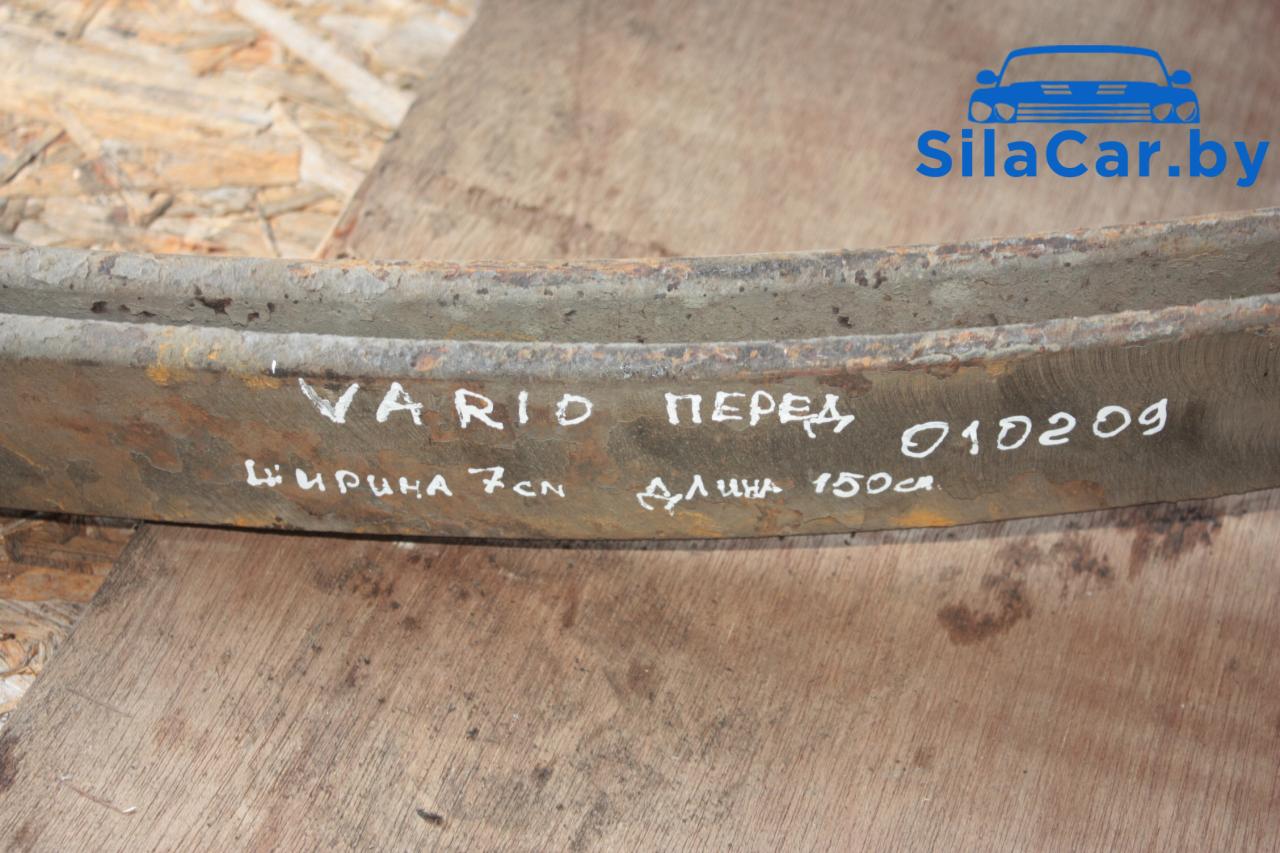 SilaCar.by
VARIO ПЕРЕД 010209
ШИРИНА 7см ДЛИНА 150см